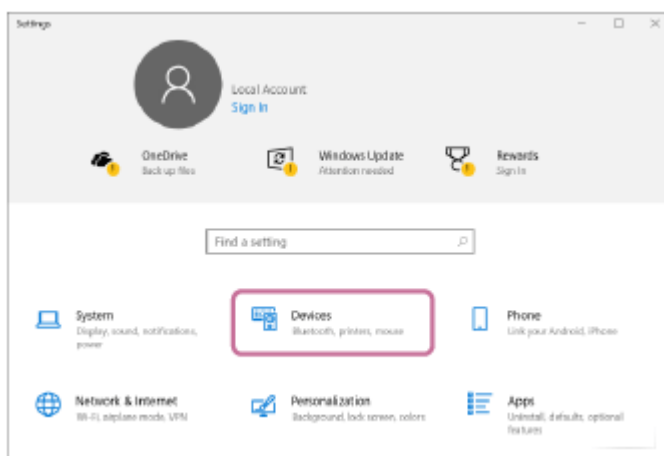 Settings
Local Account
Sign In
OneDrive
Back up files
Windows Update
Attention needed
Rewards
Sign In
Find a setting
System
Display, sound, notifications,
power
Devices
Bluetooth, printers, mouse
Phone
Link your Android, iPhone
Network & Internet
Wi-Fi, airplane mode, VPN
Personalization
Background, lock screen, colors
Apps
Uninstall, defaults, optional
features